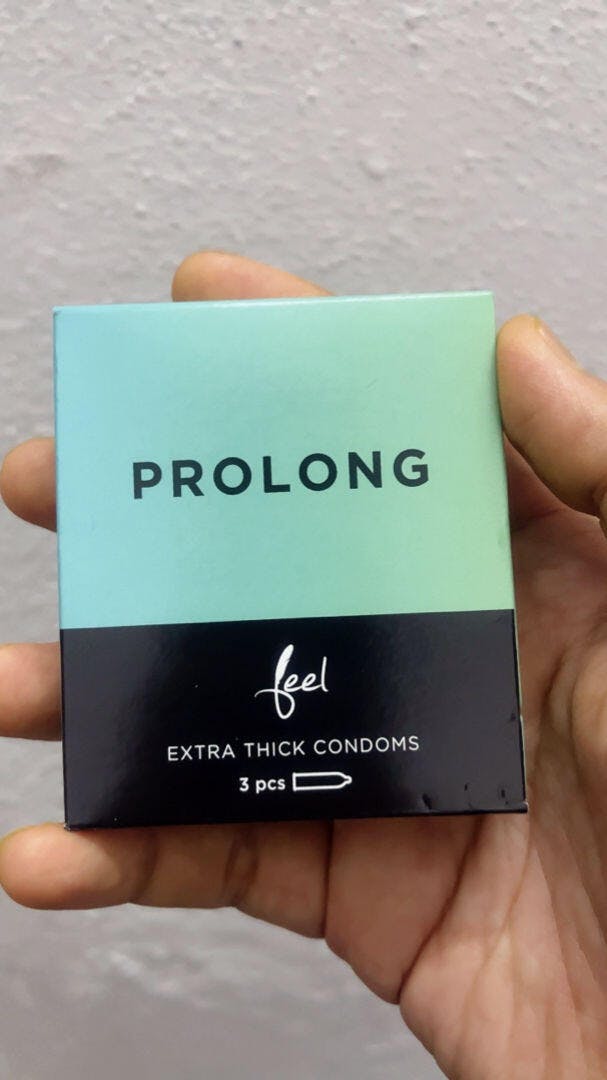 PROLONG
feel
EXTRA THICK CONDOMS
3 pcs